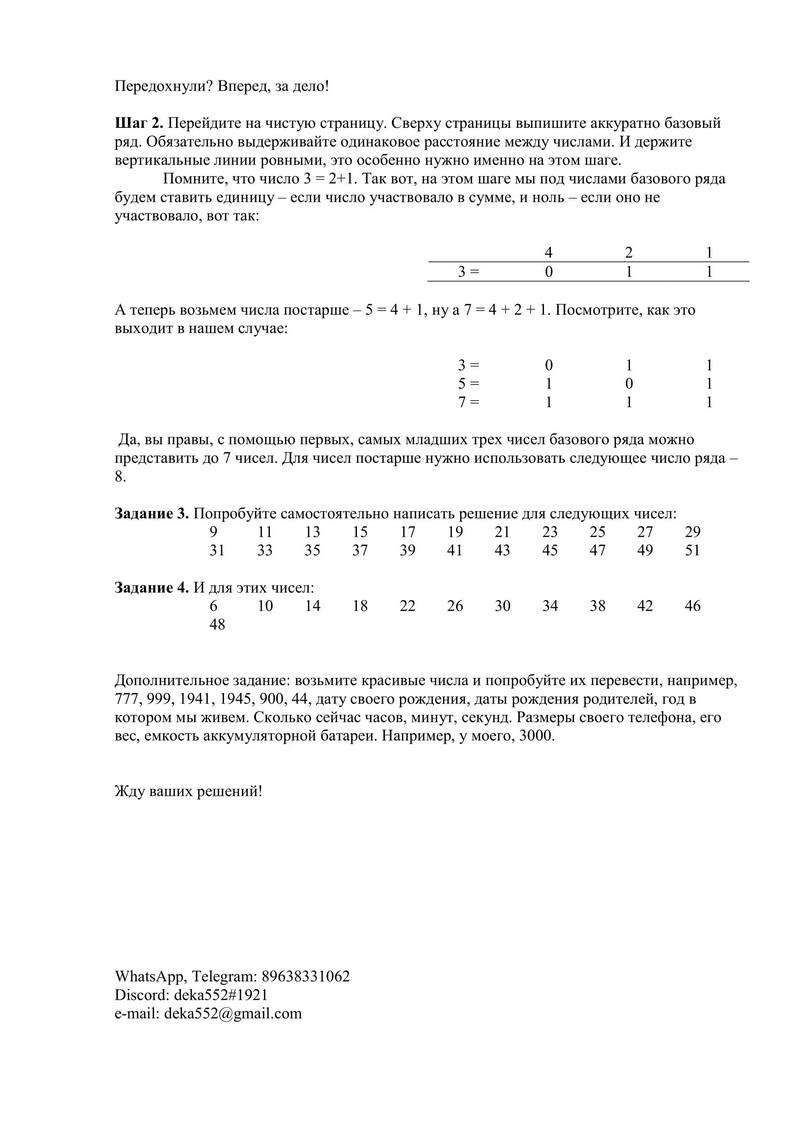 Передохнули? Вперед, за дело!
Шаг 2. Перейдите на чистую страницу. Сверху страницы выпишите аккуратно базовый
ряд. Обязательно выдерживайте одинаковое расстояние между числами. И держите
вертикальные линии ровными, это особенно нужно именно на этом шаге.
Помните, что число 3 = 2+1. Так вот, на этом шаге мы под числами базового ряда
будем ставить единицу – если число участвовало в сумме, и ноль – если оно не
участвовало, вот так:
4 2 1
3 = 0 1 1
А теперь возьмем числа постарше – 5 = 4 + 1, ну а 7 = 4 + 2 + 1. Посмотрите, как это
выходит в нашем случае:
3 = 0 1 1
5 = 1 0 1
7 = 1 1 1
Да, вы правы, с помощью первых, самых младших трех чисел базового ряда можно
представить до 7 чисел. Для чисел постарше нужно использовать следующее число ряда –
8.
Задание 3. Попробуйте самостоятельно написать решение для следующих чисел:
9 11 13 15 17 19 21 23 25 27 29
31 33 35 37 39 41 43 45 47 49 51
Задание 4. И для этих чисел:
6 10 14 18 22 26 30 34 38 42 46
48
Дополнительное задание: возьмите красивые числа и попробуйте их перевести, например,
777, 999, 1941, 1945, 900, 44, дату своего рождения, даты рождения родителей, год в
котором мы живем. Сколько сейчас часов, минут, секунд. Размеры своего телефона, его
вес, емкость аккумуляторной батареи. Например, у моего, 3000.
Жду ваших решений!
WhatsApp, Telegram: 89638331062
Discord: deka552#1921
e-mail: deka552@gmail.com